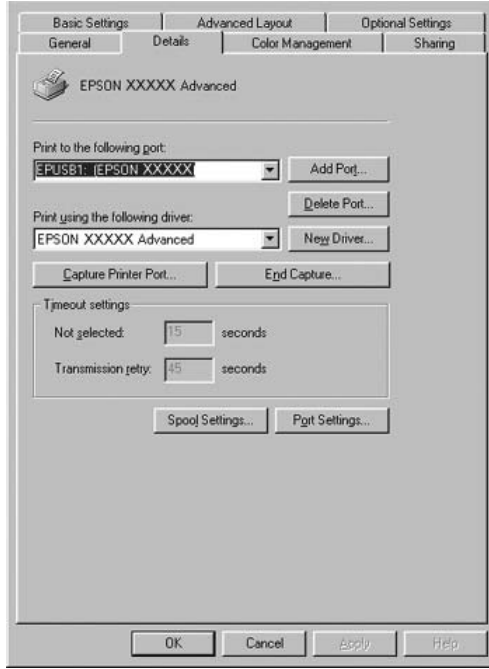 Basic Settings Advanced Layout Optional Settings
General Details Color Management Sharing
EPSON XXXXX Advanced
Print to the following port:
EPUSB1: (EPSON XXXXX Add Port...
Delete Port...
Print using the following driver:
EPSON XXXXX Advanced New Driver...
Capture Printer Port... End Capture...
Timeout settings
Not selected: 15 seconds
Transmission retry: 45 seconds
Spool Settings... Port Settings...
OK Cancel Apply Help